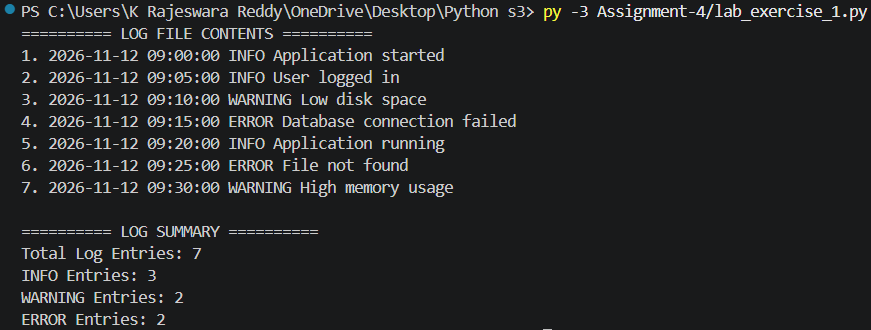 PS C:\Users\K Rajeswara Reddy\OneDrive\Desktop\Python s3> py -3 Assignment-4/lab_exercise_1.py
========== LOG FILE CONTENTS ==========
1. 2026-11-12 09:00:00 INFO Application started
2. 2026-11-12 09:05:00 INFO User logged in
3. 2026-11-12 09:10:00 WARNING Low disk space
4. 2026-11-12 09:15:00 ERROR Database connection failed
5. 2026-11-12 09:20:00 INFO Application running
6. 2026-11-12 09:25:00 ERROR File not found
7. 2026-11-12 09:30:00 WARNING High memory usage
========== LOG SUMMARY ==========
Total Log Entries: 7
INFO Entries: 3
WARNING Entries: 2
ERROR Entries: 2